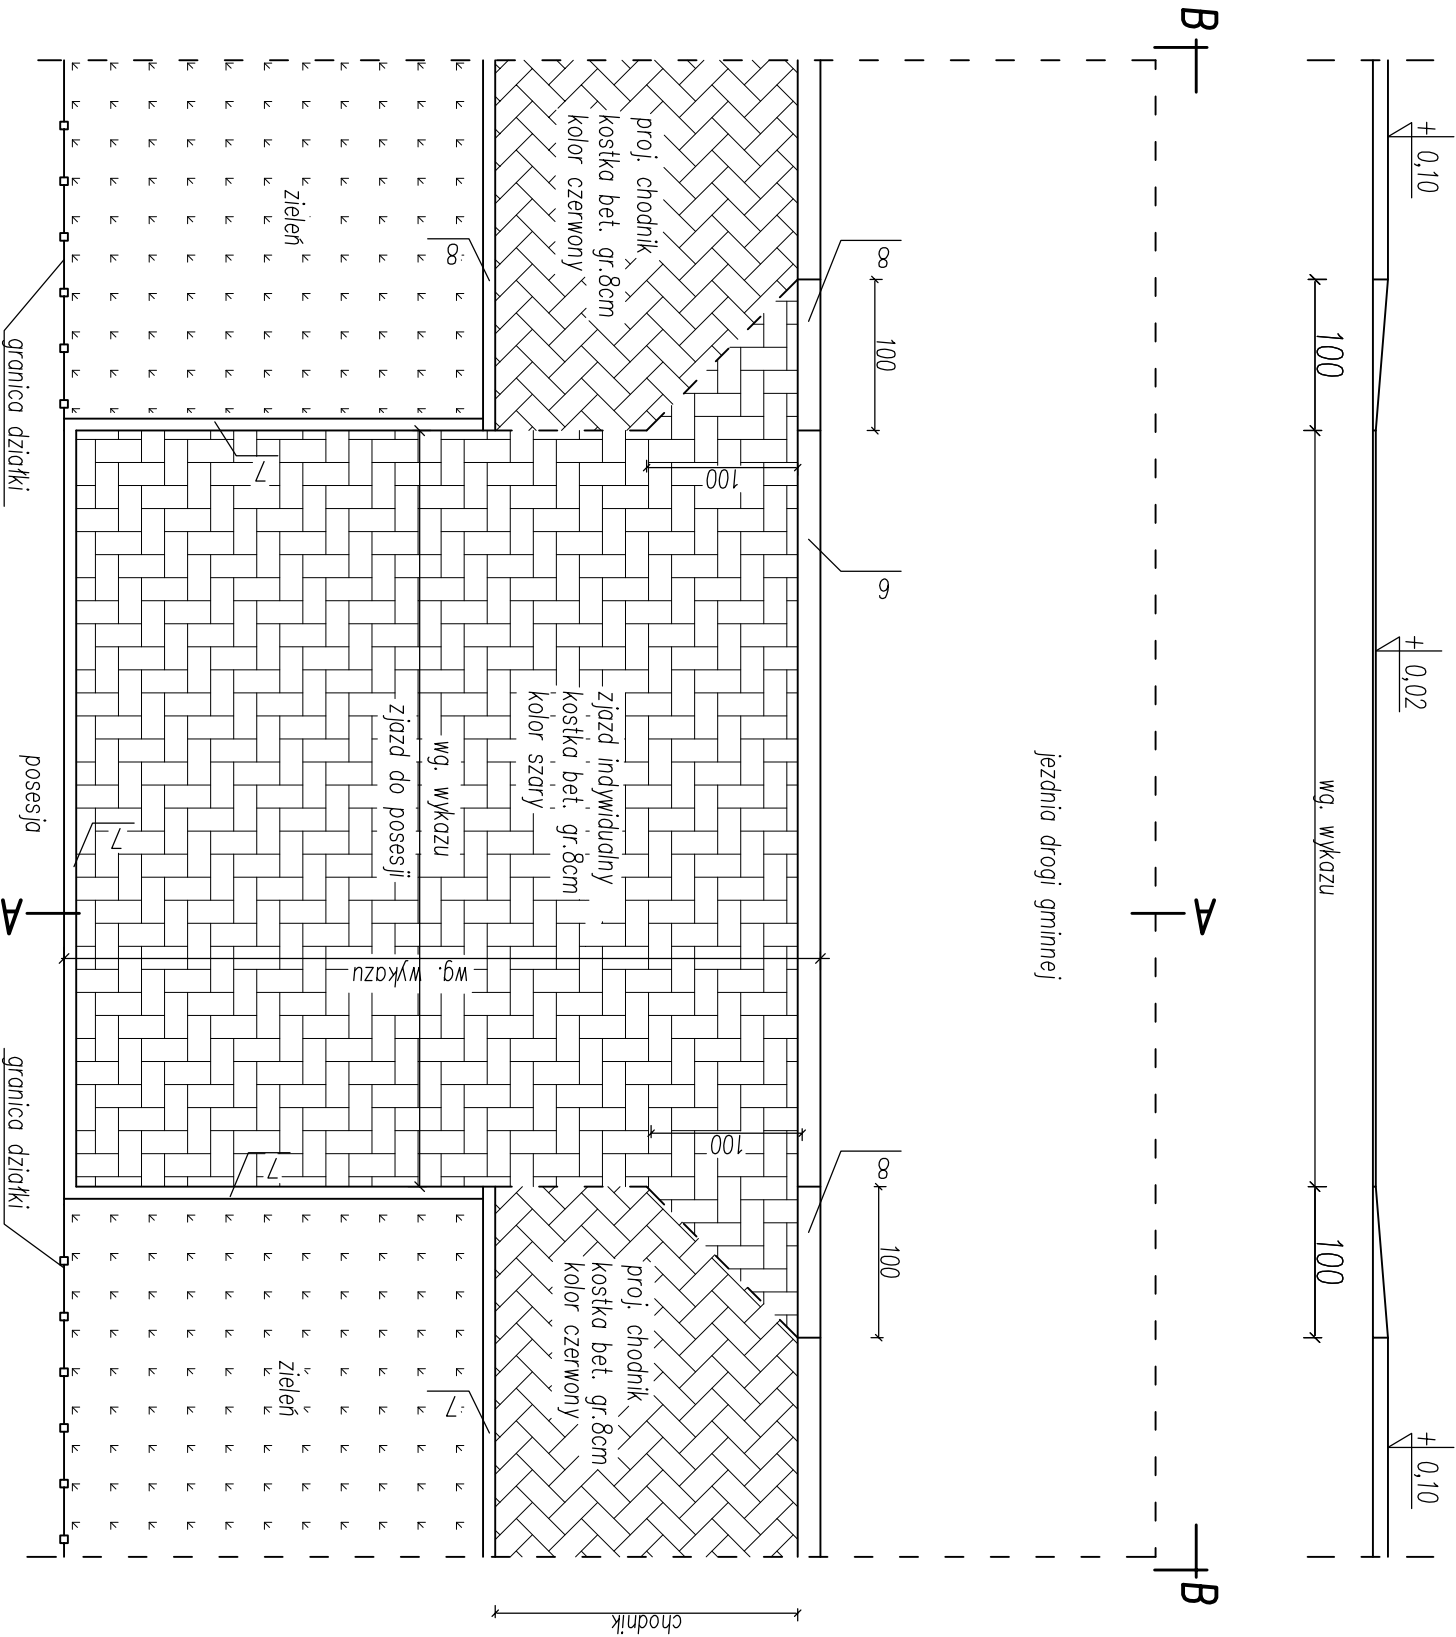 + 0,10
+ 0,02
+ 0,10
100
wg. wykazu
100
B
A
B
jezdnia drogi gminnej
8
6
8
100
100
100
100
proj. chodnik
kostka bet. gr.8cm
kolor czerwony
zjazd indywidualny
kostka bet. gr.8cm
kolor szary
proj. chodnik
kostka bet. gr.8cm
kolor czerwony
chodnik
8
wg. wykazu
zjazd do posesji
wg. wykazu
7
zieleń
7
7
zieleń
7
posesja
granica działki
A
granica działki